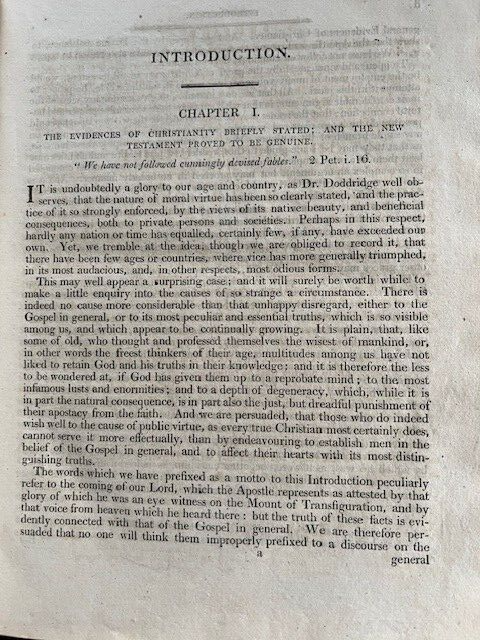 INTRODUCTION.
CHAPTER I.
THE EVIDENCES OF CHRISTIANITY BRIEFLY STATED; AND THE NEW
TESTAMENT PROVED TO BE GENUINE.
"We have not followed cunningly devised fables." 2 Pet. i. 16.
IT is undoubtedly a glory to our age and country, as Dr. Doddridge well ob-
serves, that the nature of moral virtue has been so clearly stated, and the prac-
tice of it so strongly enforced, by the views of its native beauty, and beneficial
consequences, both to private persons and societies. Perhaps in this respect,
hardly any nation or time has equalled, certainly few, if any, have exceeded our
own. Yet, we tremble at the idea, though we are obliged to record it, that
there have been few ages or countries, where vice has more generally triumphed,
in its most audacious, and, in other respects, most odious forms.
This may well appear a surprising case; and it will surely be worth while to
make a little enquiry into the causes of so strange a circumstance. There is
indeed no cause more considerable than that unhappy disregard, either to the
Gospel in general, or to its most peculiar and essential truths, which is so visible
among us, and which appear to be continually growing. It is plain, that, like
some of old, who thought and professed themselves the wisest of mankind, or,
in other words the freest thinkers of their age, multitudes among us have not
liked to retain God and his truths in their knowledge; and it is therefore the less
to be wondered at, if God has given them up to a reprobate mind; to the most
infamous lusts and enormities; and to a depth of degeneracy, which, while it is
in part the natural consequence, is in part also the just, but dreadful punishment of
their apostacy from the faith. And we are persuaded, that those who do indeed
wish well to the cause of public virtue, as every true Christian most certainly does,
cannot serve it more effectually, than by endeavouring to establish men in the
belief of the Gospel in general, and to affect their hearts with its most distin-
guishing truths.
The words which we have prefixed as a motto to this Introduction peculiarly
refer to the coming of our Lord, which the Apostle represents as attested by that
glory of which he was an eye witness on the Mount of Transfiguration, and by
that voice from heaven which he heard there: but the truth of these facts is evi-
dently connected with that of the Gospel in general. We are therefore per-
suaded that no one will think them improperly prefixed to a discourse on the
a
general